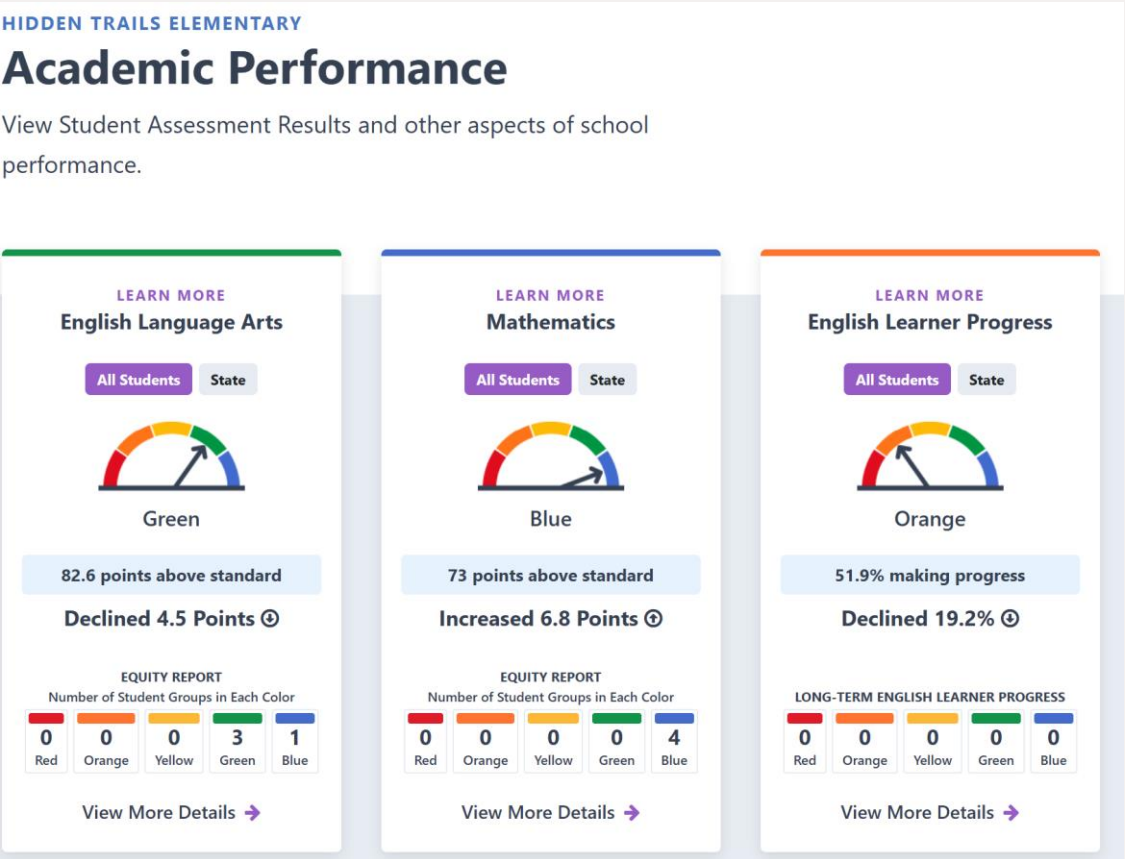 HIDDEN TRAILS ELEMENTARY
Academic Performance
View Student Assessment Results and other aspects of school
performance.
LEARN MORE
English Language Arts
All Students State
Green
82.6 points above standard
Declined 4.5 Points
EQUITY REPORT
Number of Student Groups in Each Color
0 0 0 3 1
Red Orange Yellow Green Blue
View More Details
LEARN MORE
Mathematics
All Students State
Blue
73 points above standard
Increased 6.8 Points
EQUITY REPORT
Number of Student Groups in Each Color
0 0 0 0 4
Red Orange Yellow Green Blue
View More Details
LEARN MORE
English Learner Progress
All Students State
Orange
51.9% making progress
Declined 19.2%
LONG-TERM ENGLISH LEARNER PROGRESS
0 0 0 0 0
Red Orange Yellow Green Blue
View More Details